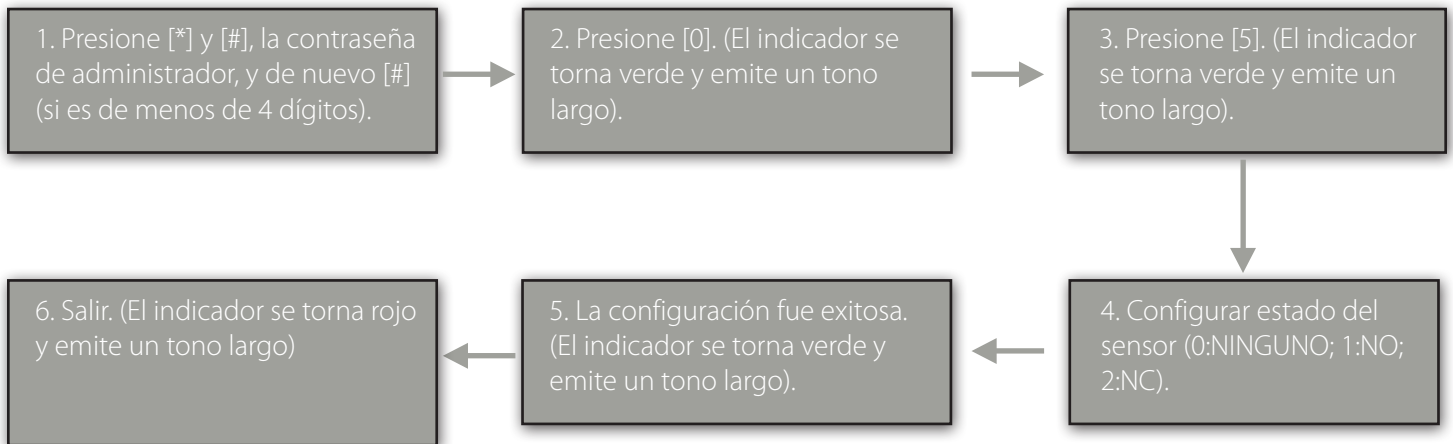 1. Presione [*] y [#], la contraseña
de administrador, y de nuevo [#]
(si es de menos de 4 dígitos).
2. Presione [0]. (El indicador se
torna verde y emite un tono
largo).
3. Presione [5]. (El indicador
se torna verde y emite un
tono largo).
4. Configurar estado del
sensor (0:NINGUNO; 1:NO;
2:NC).
5. La configuración fue exitosa.
(El indicador se torna verde y
emite un tono largo).
6. Salir. (El indicador se torna rojo
y emite un tono largo)